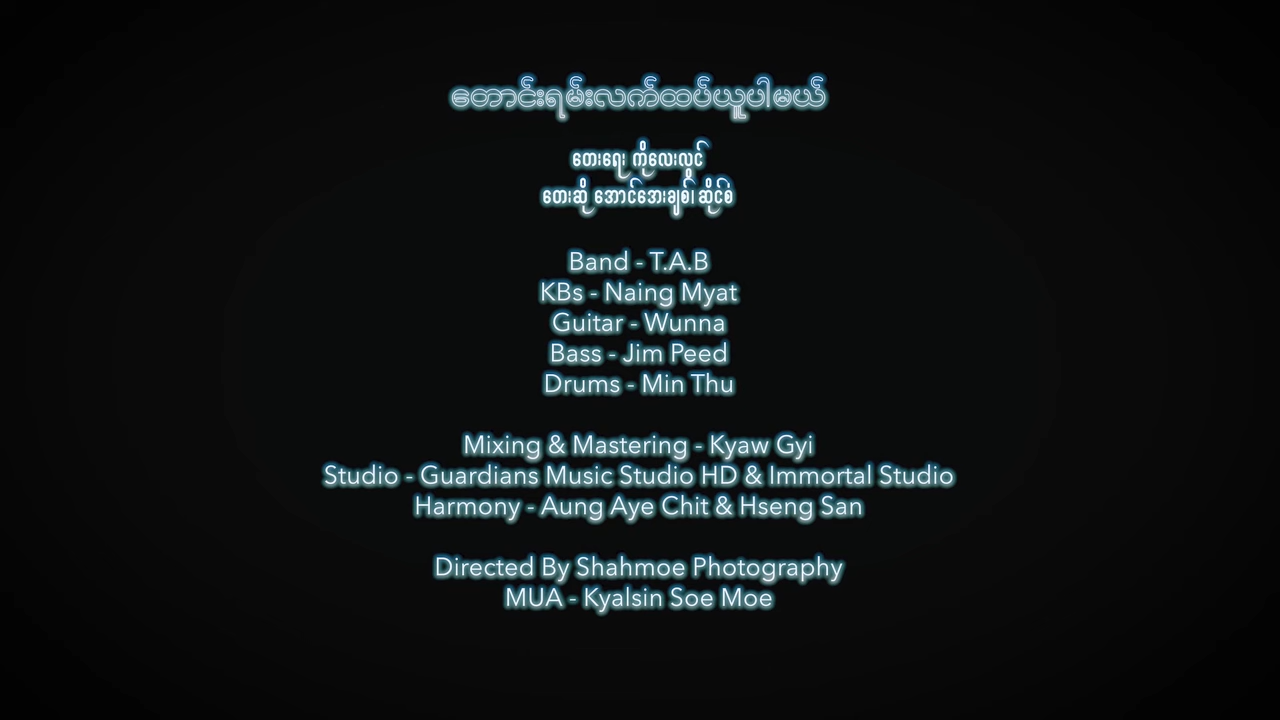 တောင်းရမ်းလက်ထပ်ယူပါမယ်
တေးရေး ကိုလေးလွင်
တေးဆို အောင်အေးချစ်၊ဆိုင်စံ
Band - T.A.B
KBs - Naing Myat
Guitar - Wunna
Bass - Jim Peed
Drums - Min Thu
Mixing & Mastering - Kyaw Gyi
Studio - Guardians Music Studio HD & Immortal Studio
Harmony - Aung Aye Chit & Hseng San
Directed By Shahmoe Photography
MUA - Kyalsin Soe Moe